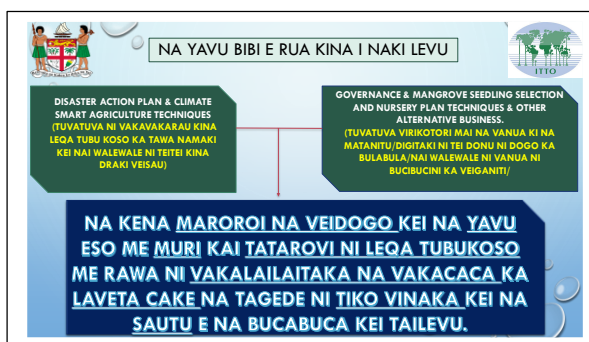 NA YAVU BIBI E RUA KINA I NAKI LEVU
ITTO
DISASTER ACTION PLAN & CLIMATE
SMART AGRICULTURE TECHNIQUES
(TUVATUVA NI VAKAVAKARAU KINA
LEQA TUBU KOSO KA TAWA NAMAKI
KEI NAI WALEWALE NI TEITEI KINA
DRAKI VEISAU)
GOVERNANCE & MANGROVE SEEDLING SELECTION
AND NURSERY PLAN TECHNIQUES & OTHER
ALTERNATIVE BUSINESS.
(TUVATUVA VIRIKOTORI MAI NA VANUA KI NA
MATANITU/DIGITAKI NI TEI DONU NI DOGO KA
BULABULA/NAI WALEWALE NI VANUA NI
BUCIBUCINI KA VEIGANITI/
NA KENA MAROROI NA VEIDOGO KEI NA YAVU
ESO ME MURI KAI TATAROVI NI LEQA TUBUKOSO
ME RAWA NI VAKALAILAITAKA NA VAKACACA KA
LAVETA CAKE NA TAGEDE NI TIKO VINAKA KEI NA
SAUTU E NA BUCABUCA KEI TAILEVU.